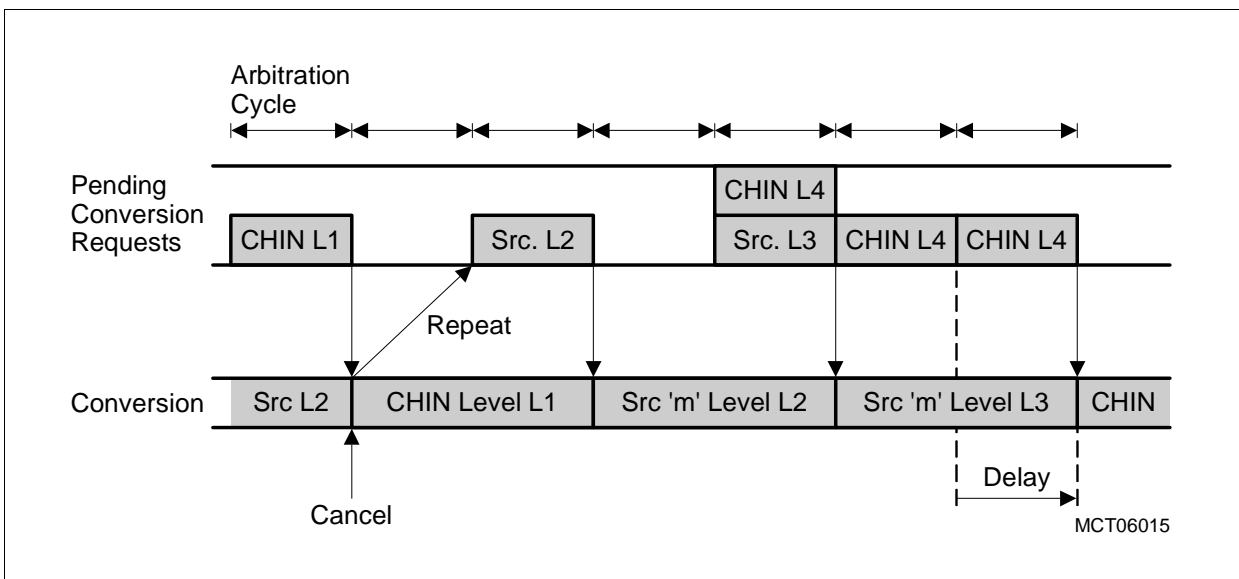 Arbitration
Cycle
Pending
Conversion
Requests
CHIN L4
CHIN L1
Src. L2
Src. L3
CHIN L4
CHIN L4
Repeat
Conversion
Src L2
CHIN Level L1
Src 'm' Level L2
Src 'm' Level L3
CHIN
Delay
Cancel
MCT06015